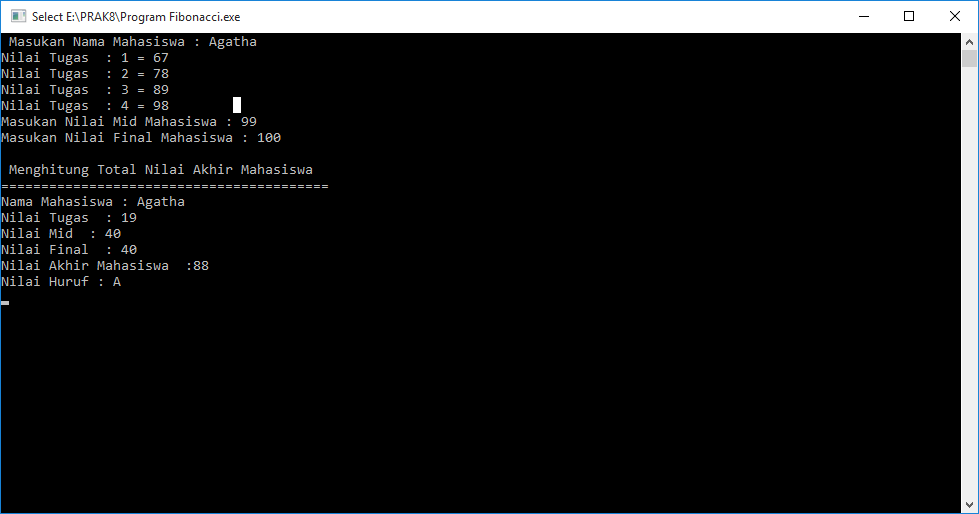 Select E:\PRAK8\Program Fibonacci.exe
Masukan Nama Mahasiswa : Agatha
Nilai Tugas  : 1 = 67
Nilai Tugas  : 2 = 78
Nilai Tugas  : 3 = 89
Nilai Tugas  : 4 = 98
Masukan Nilai Mid Mahasiswa : 99
Masukan Nilai Final Mahasiswa : 100
Menghitung Total Nilai Akhir Mahasiswa
=========================================
Nama Mahasiswa : Agatha
Nilai Tugas  : 19
Nilai Mid  : 40
Nilai Final  : 40
Nilai Akhir Mahasiswa  :88
Nilai Huruf : A